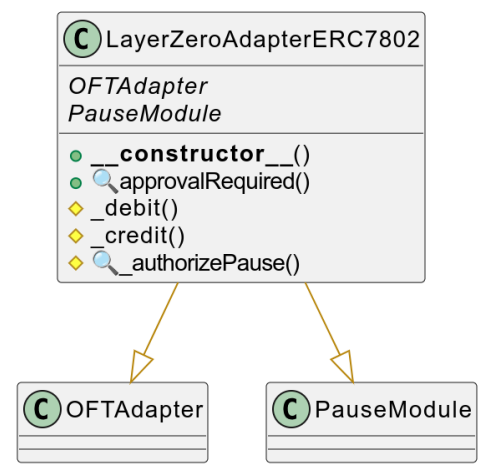 C LayerZeroAdapterERC7802
OFTAdapter
PauseModule
__constructor__()
🔍approvalRequired()
_debit()
_credit()
🔍_authorizePause()
C OFTAdapter
C PauseModule